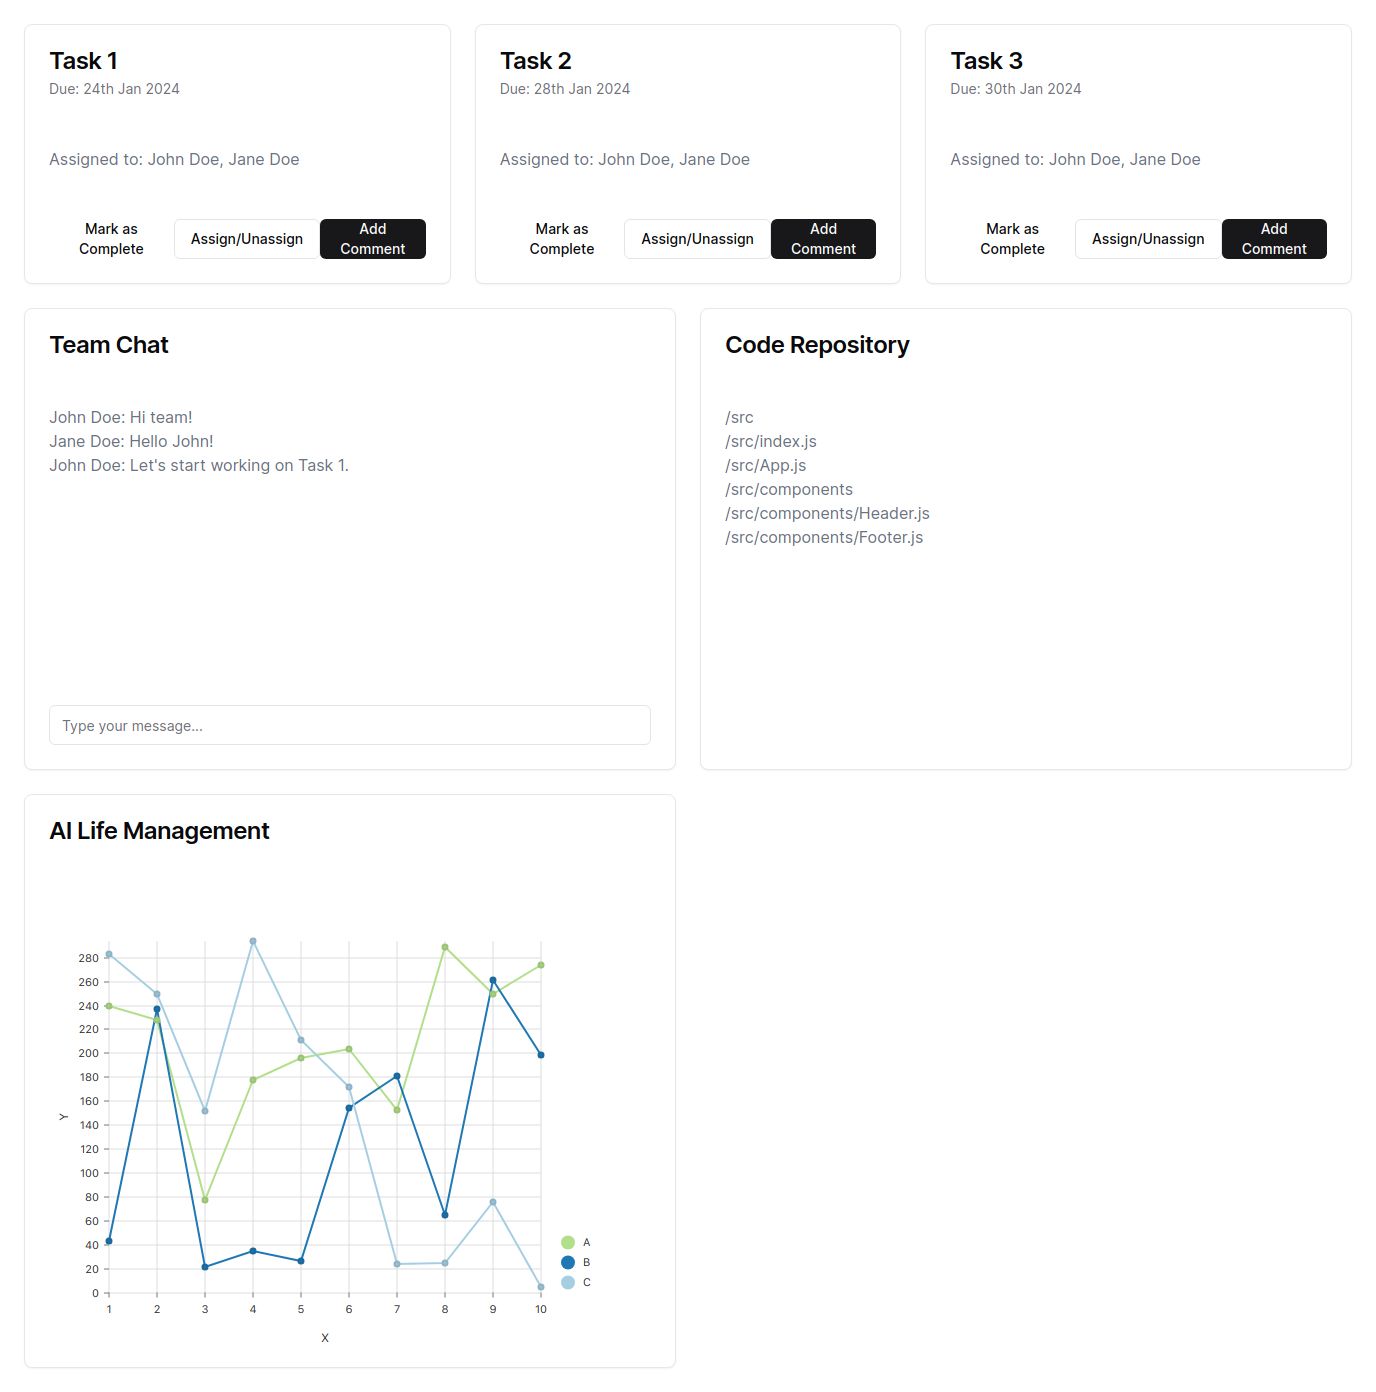 Task 1
Due: 24th Jan 2024
Assigned to: John Doe, Jane Doe
Mark as
Complete
Assign/Unassign
Add
Comment
Task 2
Due: 28th Jan 2024
Assigned to: John Doe, Jane Doe
Mark as
Complete
Assign/Unassign
Add
Comment
Task 3
Due: 30th Jan 2024
Assigned to: John Doe, Jane Doe
Mark as
Complete
Assign/Unassign
Add
Comment
Team Chat
John Doe: Hi team!
Jane Doe: Hello John!
John Doe: Let's start working on Task 1.
Type your message...
Code Repository
/src
/src/index.js
/src/App.js
/src/components
/src/components/Header.js
/src/components/Footer.js
AI Life Management
280
260
240
220
200
180
160
140
120
100
80
60
40
20
0
Y
1 2 3 4 5 6 7 8 9 10
X
A
B
C